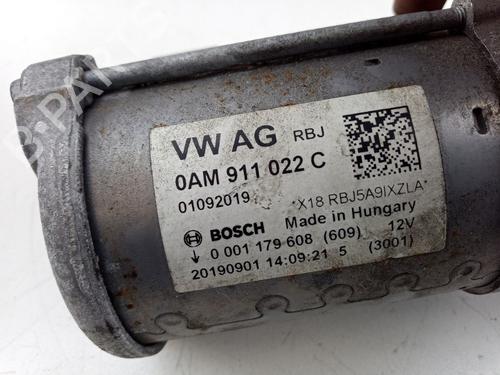 VW AG RBJ
0AM 911 022 C
01092019 *X18 RBJ5A9IXZLA*
BOSCH Made in Hungary
0 001 179 608 (609) 12V
20190901 14:09:21 5 (3001)